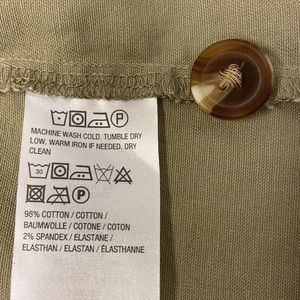 MACHINE WASH COLD. TUMBLE DRY
LOW. WARM IRON IF NEEDED. DRY
CLEAN
30
98% COTTON / COTTON /
BAUMWOLLE / COTONE / COTON
2% SPANDEX / ELASTANE /
ELASTHAN / ELASTAN / ÉLASTHANNE